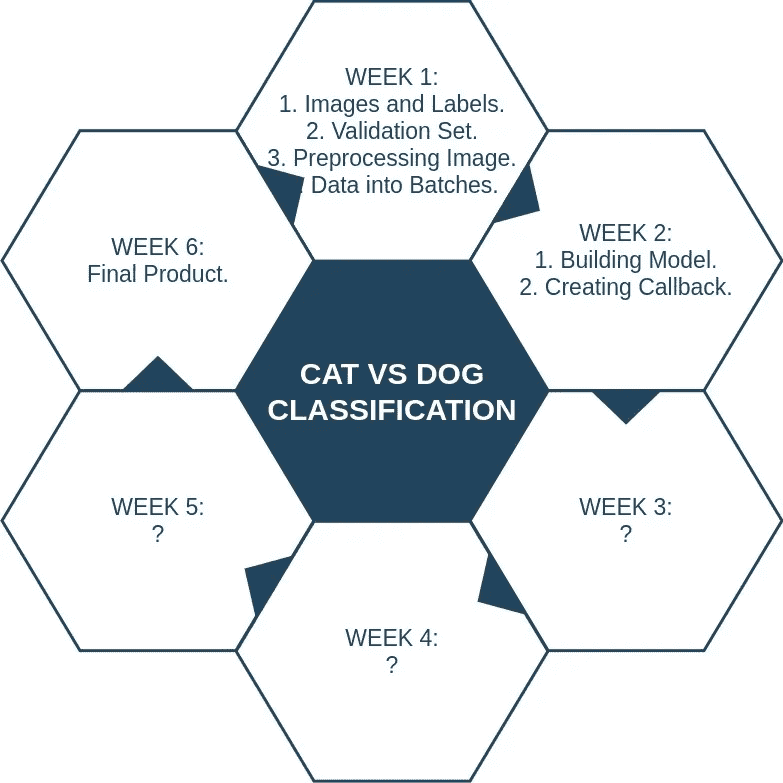 WEEK 1:
1. Images and Labels.
2. Validation Set.
3. Preprocessing Image.
Data into Batches.
WEEK 6:
Final Product.
WEEK 2:
1. Building Model.
2. Creating Callback.
CAT VS DOG
CLASSIFICATION
WEEK 5:
?
WEEK 3:
?
WEEK 4:
?